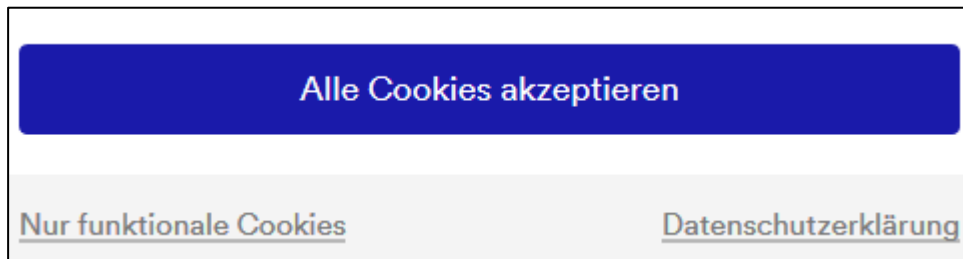 Alle Cookies akzeptieren
Nur funktionale Cookies Datenschutzerklärung